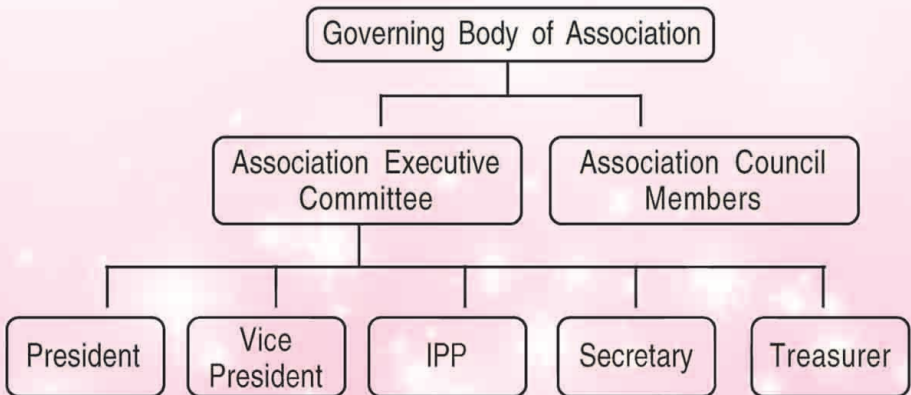 Governing Body of Association
Association Executive
Committee
Association Council
Members
President
Vice
President
IPP
Secretary
Treasurer